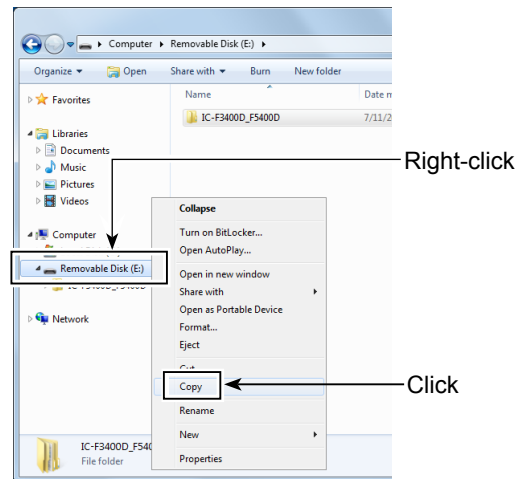 Computer ▸ Removable Disk (E:) ▸
Organize ▾ Open Share with ▾ Burn New folder
Favorites
Libraries
Documents
Music
Pictures
Videos
Computer
Removable Disk (E:)
Network
Name Date
IC-F3400D_F5400D 7/11/2
Right-click
Collapse
Turn on BitLocker...
Open AutoPlay...
Open in new window
Share with
Open as Portable Device
Format...
Eject
Cut
Copy
Rename
New
Properties
Click
IC-F3400D_F540
File folder